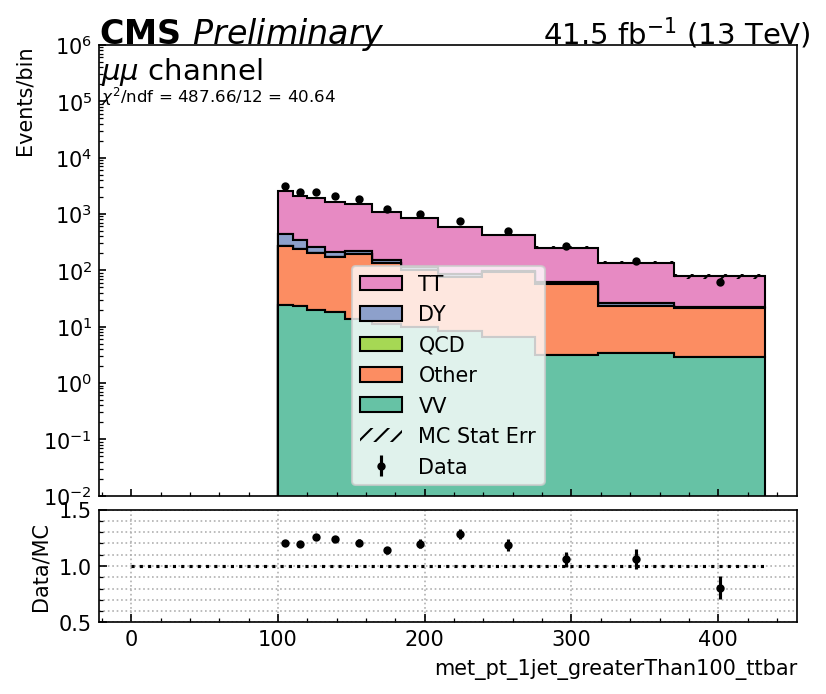 CMS Preliminary 41.5 fb⁻¹ (13 TeV)
μμ channel
χ²/ndf = 487.66/12 = 40.64
Events/bin
10⁶
10⁵
10⁴
10³
10²
10¹
10⁰
10⁻¹
10⁻²
TT
DY
QCD
Other
VV
MC Stat Err
Data
Data/MC
1.5
1.0
0.5
0 100 200 300 400
met_pt_1jet_greaterThan100_ttbar